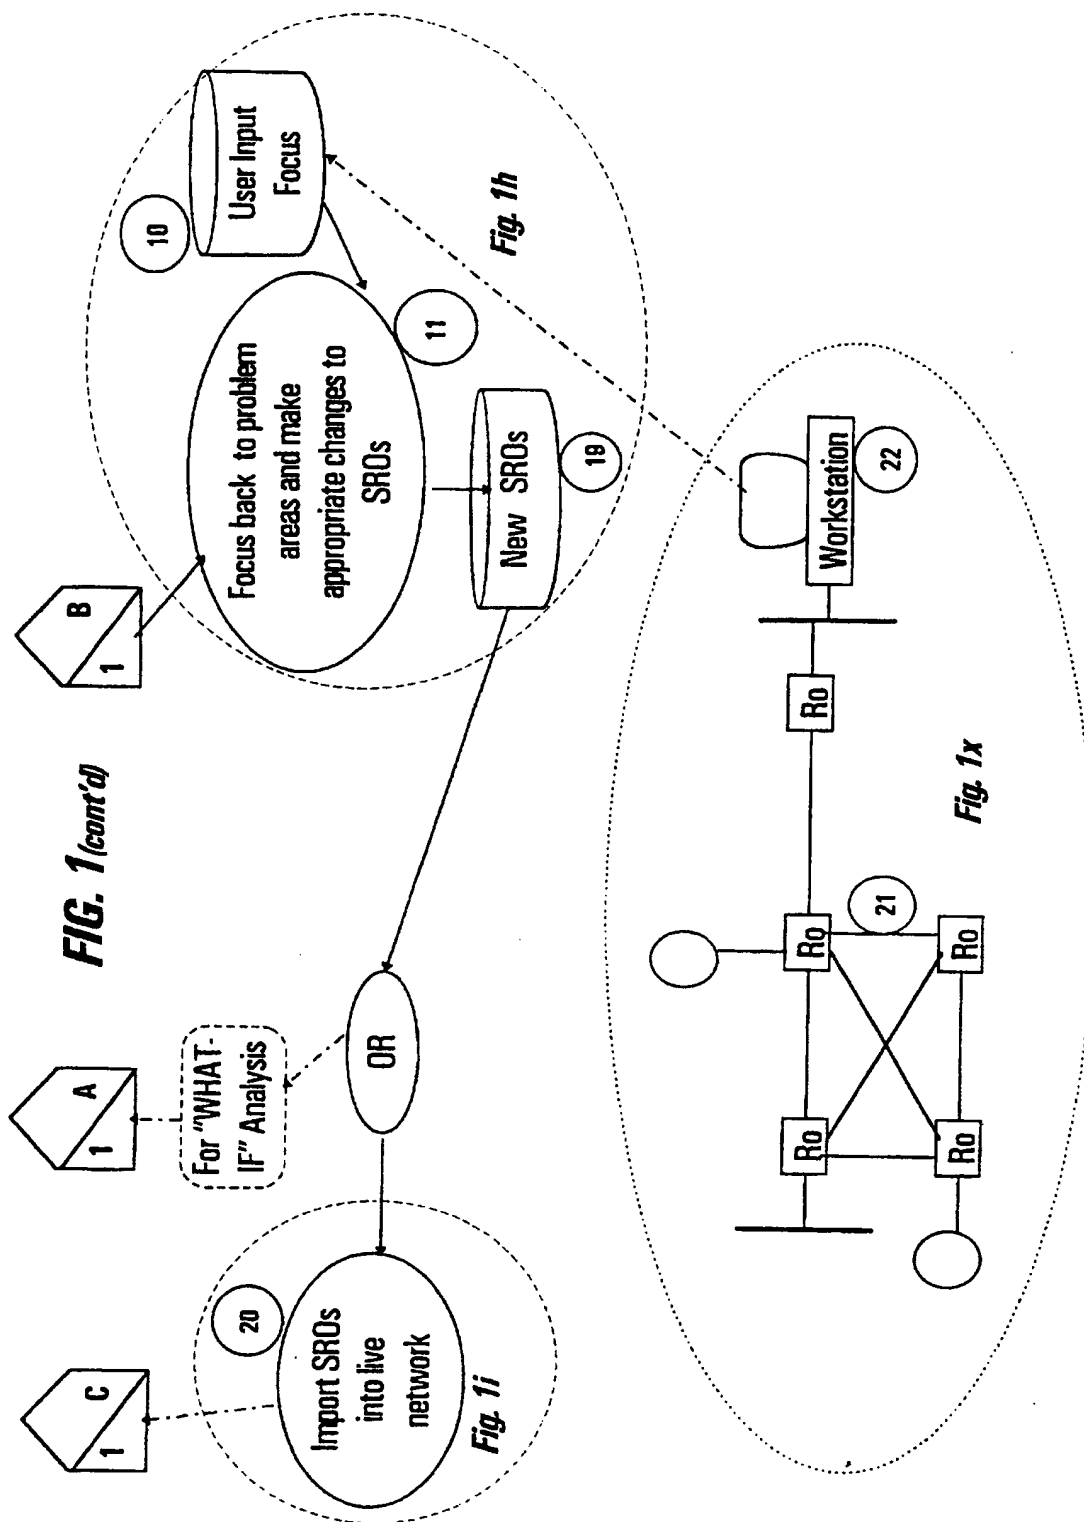 FIG. 1 (cont'd)
1 C
1 A
1 B
20
Import SROs
into live
network
Fig. 1i
For "WHAT-
IF" Analysis
OR
10
User Input
Focus
Focus back to problem
areas and make
appropriate changes to
SROs
11
New SROs
19
Fig. 1h
Ro
Ro
Ro
Ro
21
Ro
Workstation
22
Fig. 1x